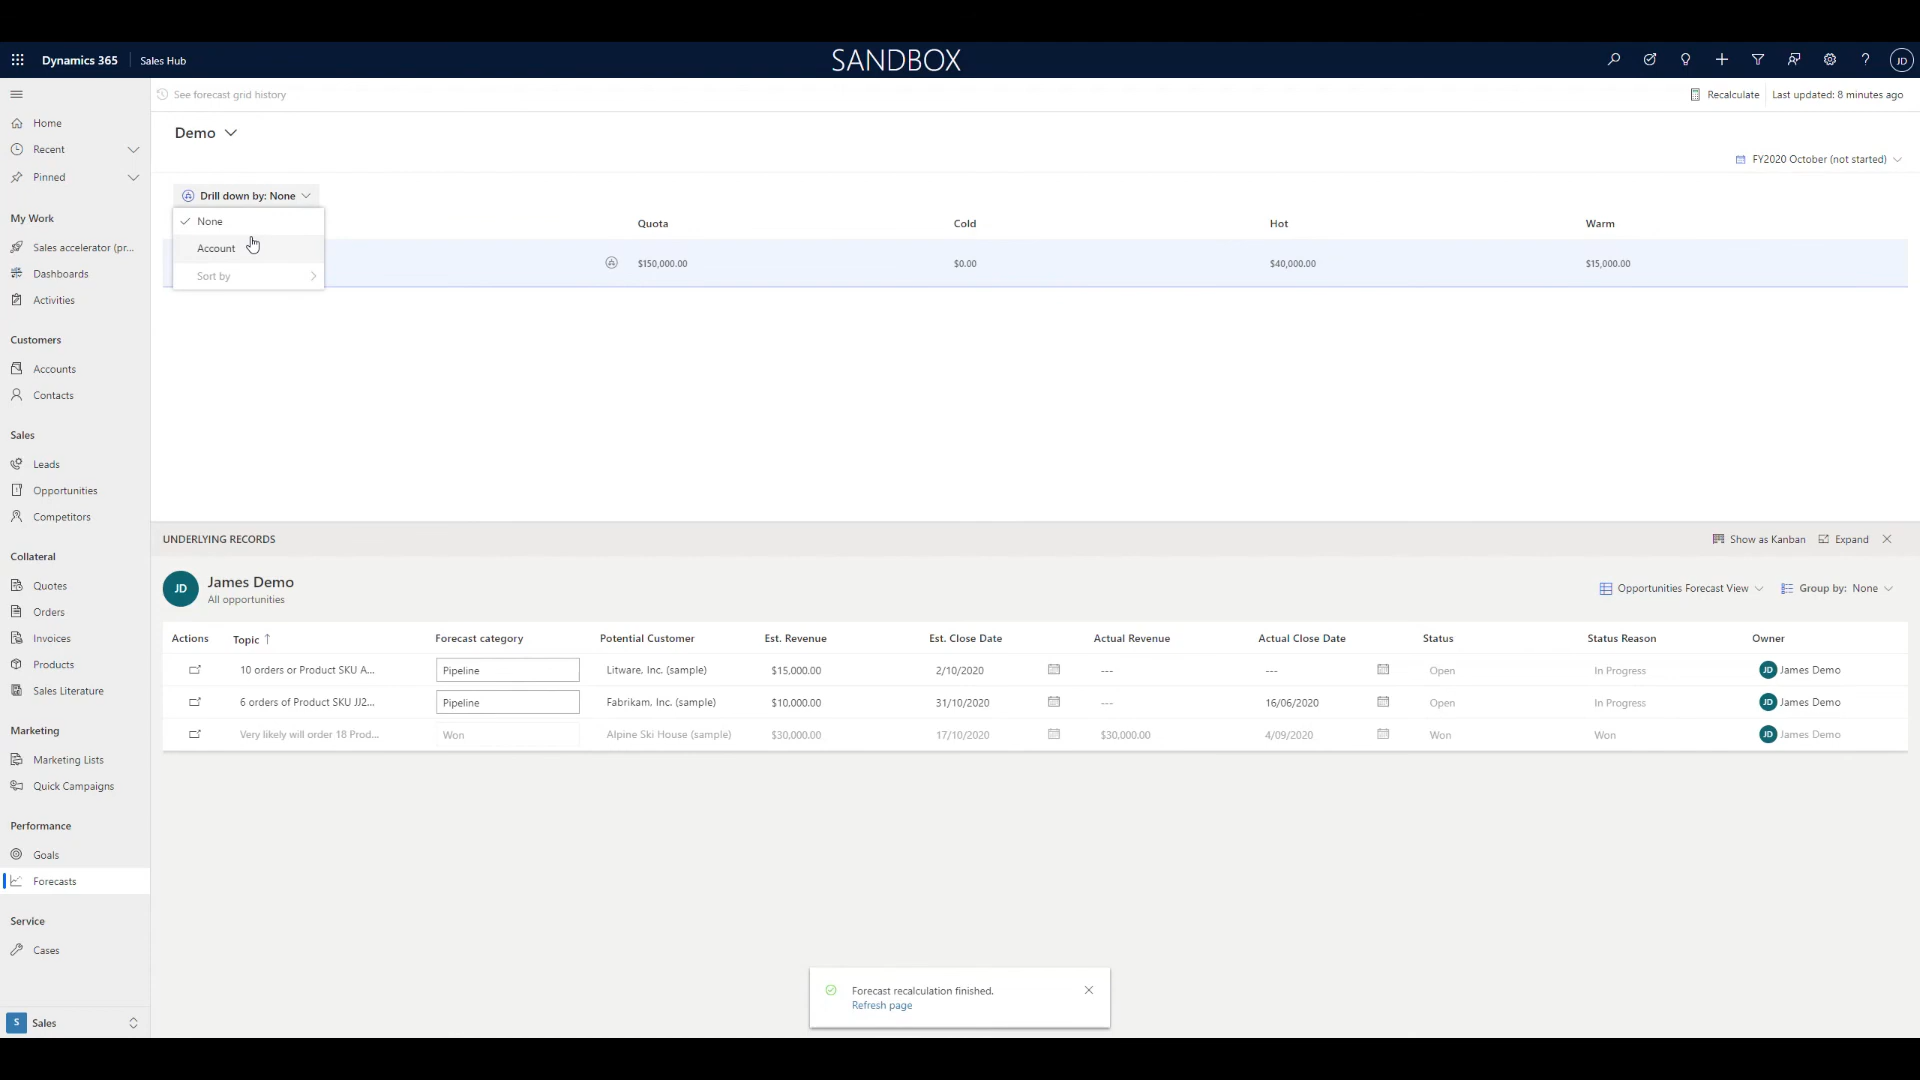 Dynamics 365 Sales Hub SANDBOX JD
See forecast grid history Recalculate Last updated: 8 minutes ago
Demo
FY2020 October (not started)
Drill down by: None
None
Account
Sort by
Quota Cold Hot Warm
$150,000.00 $0.00 $40,000.00 $15,000.00
Home
Recent
Pinned
My Work
Sales accelerator (pr...
Dashboards
Activities
Customers
Accounts
Contacts
Sales
Leads
Opportunities
Competitors
Collateral
Quotes
Orders
Invoices
Products
Sales Literature
Marketing
Marketing Lists
Quick Campaigns
Performance
Goals
Forecasts
Service
Cases
S Sales
UNDERLYING RECORDS Show as Kanban Expand
JD James Demo
All opportunities
Opportunities Forecast View Group by: None
Actions Topic Forecast category Potential Customer Est. Revenue Est. Close Date Actual Revenue Actual Close Date Status Status Reason Owner
10 orders or Product SKU A... Pipeline Litware, Inc. (sample) $15,000.00 2/10/2020 --- --- Open In Progress JD James Demo
6 orders of Product SKU JJ2... Pipeline Fabrikam, Inc. (sample) $10,000.00 31/10/2020 --- 16/06/2020 Open In Progress JD James Demo
Very likely will order 18 Prod... Won Alpine Ski House (sample) $30,000.00 17/10/2020 $30,000.00 4/09/2020 Won Won JD James Demo
Forecast recalculation finished.
Refresh page